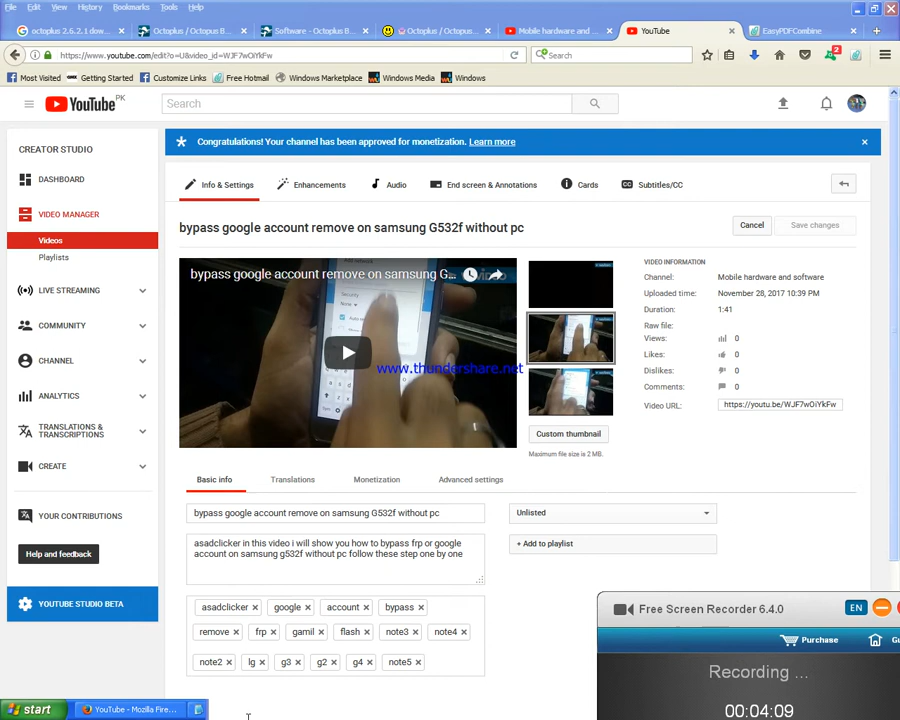 File Edit View History Bookmarks Tools Help
octoplus 2.6.2.1 dow...
Octopus / Octopus B...
Software - Octopus B...
Octoplus / Octopus...
Mobile hardware and ...
YouTube
EasyPDFCombine
https://www.youtube.com/edit?o=U&video_id=WJF7wOiYkFw
Search
2
Most Visited Getting Started Customize Links Free Hotmail Windows Marketplace Windows Media Windows
YouTube PK
Search
CREATOR STUDIO
DASHBOARD
VIDEO MANAGER
Videos
Playlists
LIVE STREAMING
COMMUNITY
CHANNEL
ANALYTICS
TRANSLATIONS &
TRANSCRIPTIONS
CREATE
YOUR CONTRIBUTIONS
Help and feedback
YOUTUBE STUDIO BETA
Congratulations! Your channel has been approved for monetization. Learn more
Info & Settings Enhancements Audio End screen & Annotations Cards Subtitles/CC
bypass google account remove on samsung G532f without pc
Cancel Save changes
bypass google account remove on samsung G...
Security
None
www.thundershare.net
Custom thumbnail
Maximum file size is 2 MB.
VIDEO INFORMATION
Channel: Mobile hardware and software
Uploaded time: November 28, 2017 10:39 PM
Duration: 1:41
Raw file:
Views: 0
Likes: 0
Dislikes: 0
Comments: 0
Video URL: https://youtu.be/WJF7wOiYkFw
Basic info Translations Monetization Advanced settings
bypass google account remove on samsung G532f without pc
Unlisted
asadclicker in this video i will show you how to bypass frp or google
account on samsung g532f without pc follow these step one by one
+ Add to playlist
asadclicker google account bypass
remove frp gamil flash note3 note4
note2 lg g3 g2 g4 note5
Free Screen Recorder 6.4.0 EN
Purchase
Recording ...
00:04:09
start
YouTube - Mozilla Fire...